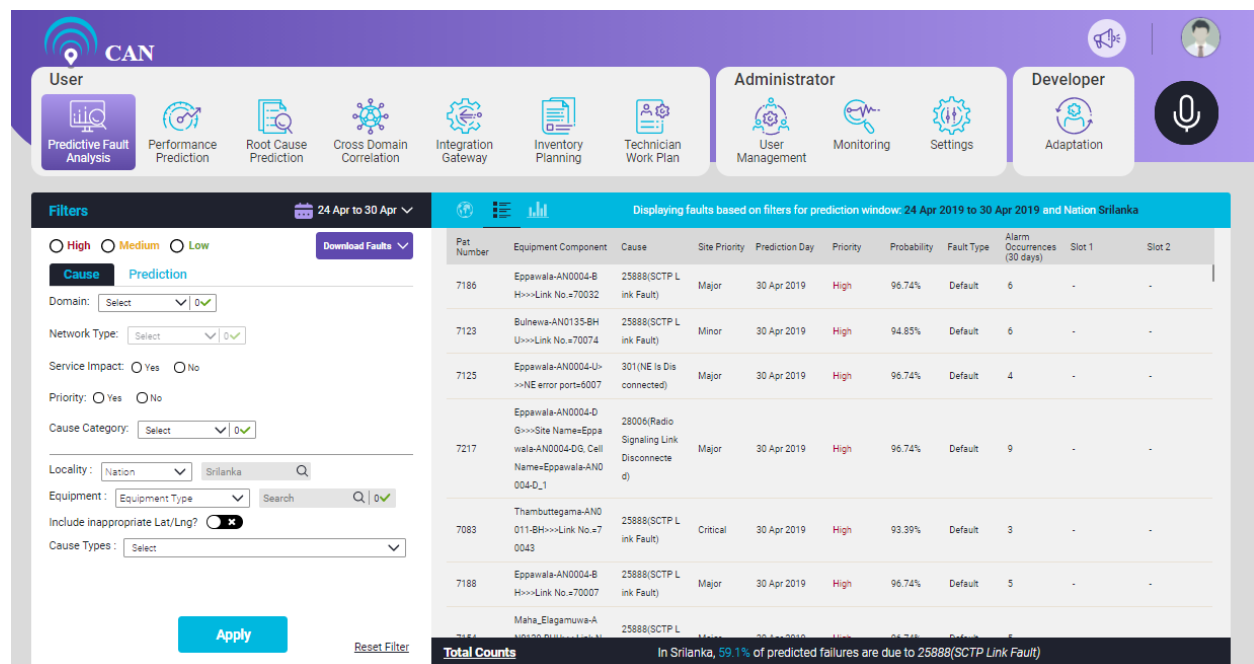 CAN
User
Administrator
Developer
Predictive Fault
Analysis
Performance
Prediction
Root Cause
Prediction
Cross Domain
Correlation
Integration
Gateway
Inventory
Planning
Technician
Work Plan
User
Management
Monitoring
Settings
Adaptation
Filters
24 Apr to 30 Apr
High Medium Low
Download Faults
Cause Prediction
Domain: Select 0
Network Type: Select 0
Service Impact: Yes No
Priority: Yes No
Cause Category: Select 0
Locality : Nation Srilanka
Equipment : Equipment Type Search 0
Include inappropriate Lat/Lng?
Cause Types : Select
Apply
Reset Filter
Displaying faults based on filters for prediction window: 24 Apr 2019 to 30 Apr 2019 and Nation Srilanka
Pat
Number
Equipment Component
Cause
Site Priority
Prediction Day
Priority
Probability
Fault Type
Alarm
Occurrences
(30 days)
Slot 1
Slot 2
7186
Eppawala-AN0004-B
H>>>Link No.=70032
25888(SCTP L
ink Fault)
Major 30 Apr 2019 High 96.74% Default 6 - -
7123
Bulnewa-AN0135-BH
U>>>Link No.=70074
25888(SCTP L
ink Fault)
Minor 30 Apr 2019 High 94.85% Default 6 - -
7125
Eppawala-AN0004-U>
>>NE error port=6007
301(NE Is Dis
connected)
Major 30 Apr 2019 High 96.74% Default 4 - -
7217
Eppawala-AN0004-D
G>>>Site Name=Eppa
wala-AN0004-DG, Cell
Name=Eppawala-AN0
004-D_1
28006(Radio
Signaling Link
Disconnecte
d)
Major 30 Apr 2019 High 96.74% Default 9 - -
7083
Thambuttegama-AN0
011-BH>>>Link No.=7
0043
25888(SCTP L
ink Fault)
Critical 30 Apr 2019 High 93.39% Default 3 - -
7188
Eppawala-AN0004-B
H>>>Link No.=70007
25888(SCTP L
ink Fault)
Major 30 Apr 2019 High 96.74% Default 5 - -
Maha_Elagamuwa-A
25888(SCTP L
Total Counts
In Srilanka, 59.1% of predicted failures are due to 25888(SCTP Link Fault)